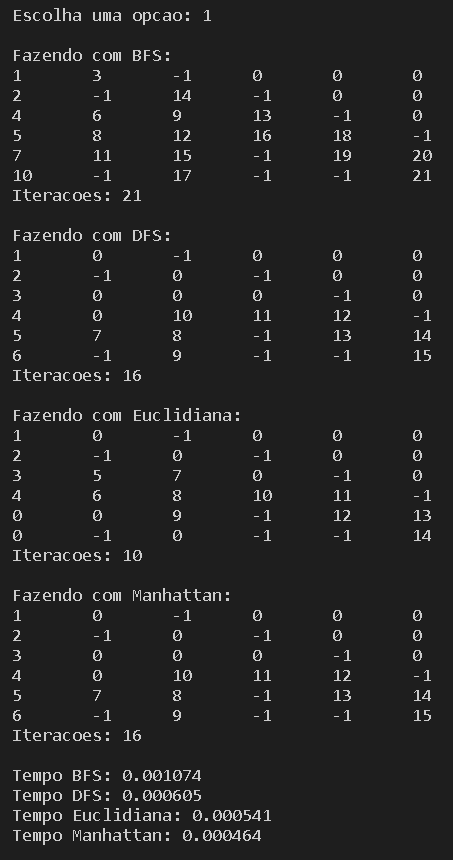 Escolha uma opcao: 1
Fazendo com BFS:
1 3 -1 0 0 0
2 -1 14 -1 0 0
4 6 9 13 -1 0
5 8 12 16 18 -1
7 11 15 -1 19 20
10 -1 17 -1 -1 21
Iteracoes: 21
Fazendo com DFS:
1 0 -1 0 0 0
2 -1 0 -1 0 0
3 0 0 0 -1 0
4 0 10 11 12 -1
5 7 8 -1 13 14
6 -1 9 -1 -1 15
Iteracoes: 16
Fazendo com Euclidiana:
1 0 -1 0 0 0
2 -1 0 -1 0 0
3 5 7 0 -1 0
4 6 8 10 11 -1
0 0 9 -1 12 13
0 -1 0 -1 -1 14
Iteracoes: 10
Fazendo com Manhattan:
1 0 -1 0 0 0
2 -1 0 -1 0 0
3 0 0 0 -1 0
4 0 10 11 12 -1
5 7 8 -1 13 14
6 -1 9 -1 -1 15
Iteracoes: 16
Tempo BFS: 0.001074
Tempo DFS: 0.000605
Tempo Euclidiana: 0.000541
Tempo Manhattan: 0.000464